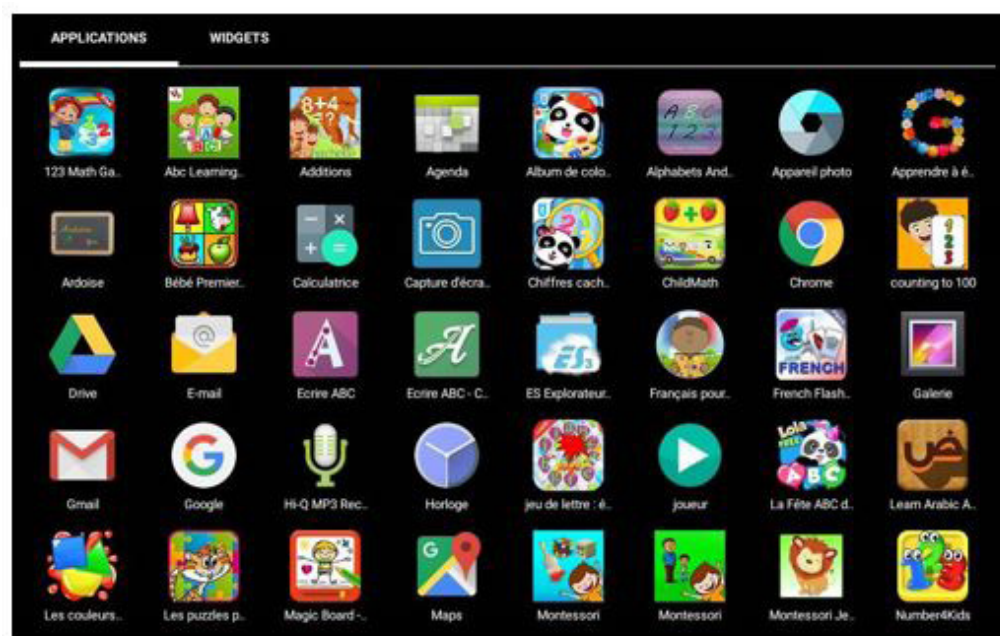 APPLICATIONS WIDGETS
123 Math Ga.. Abc Learning.. Additions Agenda Album de colo.. Alphabets And.. Appareil photo Apprendre à é..
Ardoise Bébé Premier.. Calculatrice Capture d'écra.. Chiffres cach.. ChildMath Chrome counting to 100
Drive E-mail Ecrire ABC Ecrire ABC - C.. ES Explorateur.. Français pour.. French Flash.. Galerie
Gmail Google Hi-Q MP3 Rec.. Horloge jeu de lettre : é.. joueur La Fête ABC d.. Learn Arabic A..
Les couleurs.. Les puzzles p.. Magic Board -.. Maps Montessori Montessori Montessori Je.. Number4Kids